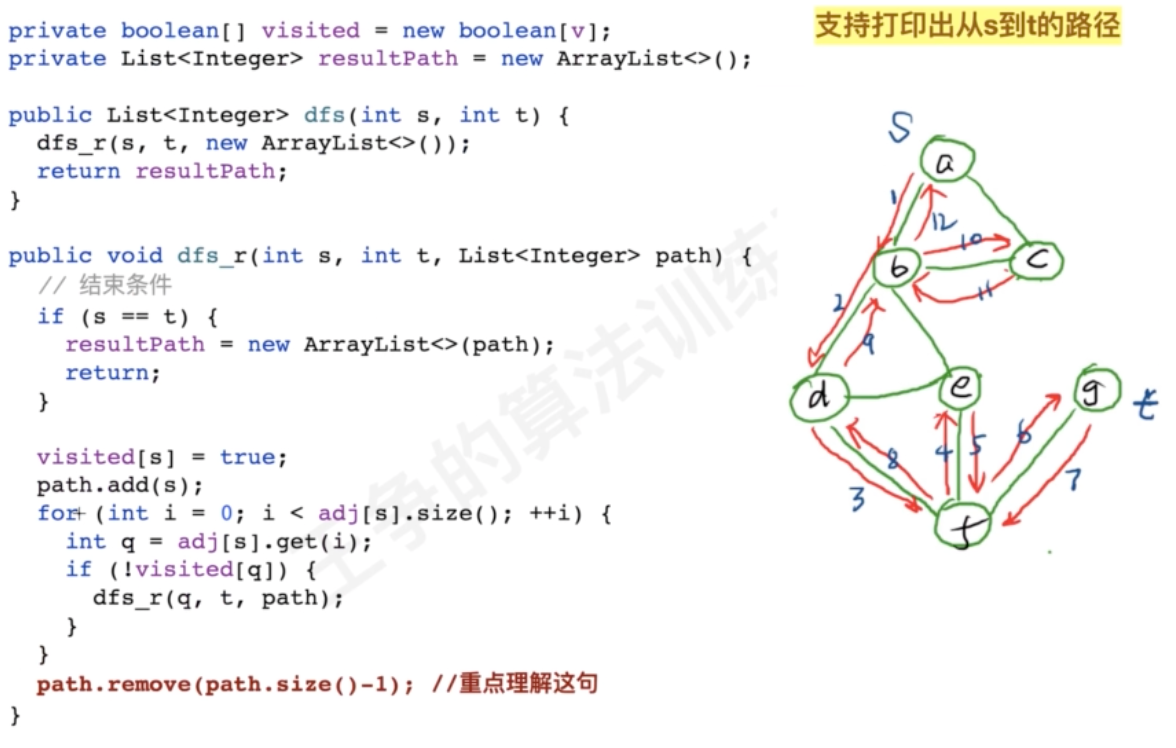 private boolean[] visited = new boolean[v];
private List<Integer> resultPath = new ArrayList<>();
public List<Integer> dfs(int s, int t) {
dfs_r(s, t, new ArrayList<>());
return resultPath;
}
public void dfs_r(int s, int t, List<Integer> path) {
// 结束条件
if (s == t) {
resultPath = new ArrayList<>(path);
return;
}
visited[s] = true;
path.add(s);
for (int i = 0; i < adj[s].size(); ++i) {
int q = adj[s].get(i);
if (!visited[q]) {
dfs_r(q, t, path);
}
}
path.remove(path.size()-1); //重点理解这句
}
支持打印出从s到t的路径
S
a
1
12
10
b
c
11
2
9
d
e
g
t
8
4
5
6
3
7
f
王争的算法训练